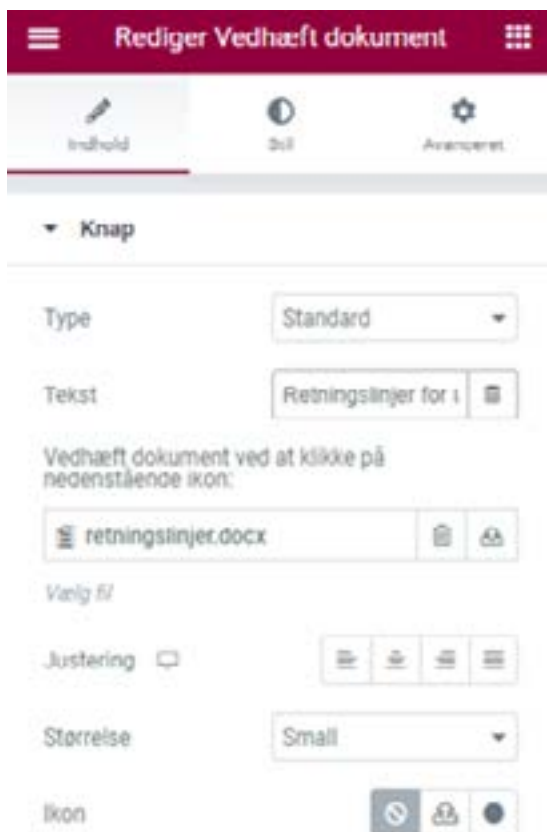 Rediger Vedhæft dokument
Indhold Stil Avanceret
Knap
Type Standard
Tekst Retningslinjer for u
Vedhæft dokument ved at klikke på
nedenstående ikon:
retningslinjer.docx
Vælg fil
Justering
Størrelse Small
Ikon